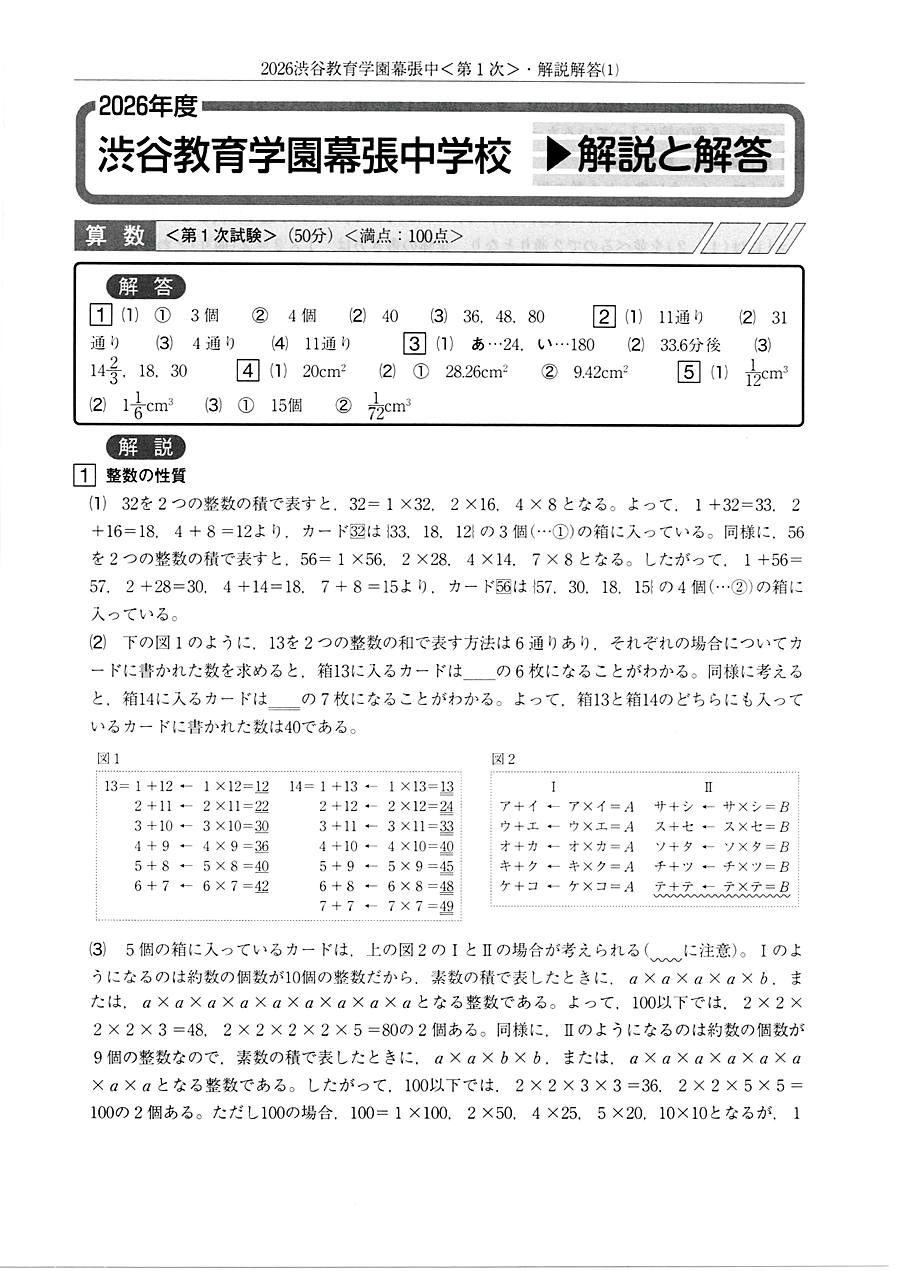 2026渋谷教育学園幕張中＜第１次＞・解説解答(1)
2026年度
渋谷教育学園幕張中学校 ▶解説と解答
算 数 ＜第１次試験＞（50分）＜満点：100点＞
解 答
1 (1) ① ３個 ② ４個 (2) 40 (3) 36，48，80 2 (1) 11通り (2) 31
通り (3) ４通り (4) 11通り 3 (1) あ…24，い…180 (2) 33.6分後 (3)
14 2/3，18，30 4 (1) 20cm² (2) ① 28.26cm² ② 9.42cm² 5 (1) 1/12 cm³
(2) 1 1/6 cm³ (3) ① 15個 ② 1/72 cm³
解 説
1 整数の性質
(1) 32を２つの整数の積で表すと，32＝１×32，２×16，４×８となる。よって，１＋32＝33，２
＋16＝18，４＋８＝12より，カード32は{33，18，12}の３個(…①)の箱に入っている。同様に，56
を２つの整数の積で表すと，56＝１×56，２×28，４×14，７×８となる。したがって，１＋56＝
57，２＋28＝30，４＋14＝18，７＋８＝15より，カード56は{57，30，18，15}の４個(…②)の箱に
入っている。
(2) 下の図１のように，13を２つの整数の和で表す方法は６通りあり，それぞれの場合についてカ
ードに書かれた数を求めると，箱13に入るカードは＿＿の６枚になることがわかる。同様に考える
と，箱14に入るカードは＿＿の７枚になることがわかる。よって，箱13と箱14のどちらにも入って
いるカードに書かれた数は40である。
図１
13＝１＋12 ← １×12＝12 14＝１＋13 ← １×13＝13
２＋11 ← ２×11＝22 ２＋12 ← ２×12＝24
３＋10 ← ３×10＝30 ３＋11 ← ３×11＝33
４＋９ ← ４×９＝36 ４＋10 ← ４×10＝40
５＋８ ← ５×８＝40 ５＋９ ← ５×９＝45
６＋７ ← ６×７＝42 ６＋８ ← ６×８＝48
７＋７ ← ７×７＝49
図２
Ⅰ Ⅱ
ア＋イ ← ア×イ＝A サ＋シ ← サ×シ＝B
ウ＋エ ← ウ×エ＝A ス＋セ ← ス×セ＝B
オ＋カ ← オ×カ＝A ソ＋タ ← ソ×タ＝B
キ＋ク ← キ×ク＝A チ＋ツ ← チ×ツ＝B
ケ＋コ ← ケ×コ＝A テ＋テ ← テ×テ＝B
(3) ５個の箱に入っているカードは，上の図２のⅠとⅡの場合が考えられる(﹏﹏に注意)。Ⅰのよ
うになるのは約数の個数が10個の整数だから，素数の積で表したときに，a×a×a×a×b，ま
たは，a×a×a×a×a×a×a×a×aとなる整数である。よって，100以下では，２×２×
２×２×３＝48，２×２×２×２×５＝80の２個ある。同様に，Ⅱのようになるのは約数の個数が
９個の整数なので，素数の積で表したときに，a×a×b×b，または，a×a×a×a×a×a
×a×aとなる整数である。したがって，100以下では，２×２×３×３＝36，２×２×５×５＝
100の２個ある。ただし100の場合，100＝１×100，２×50，４×25，５×20，10×10となるが，１